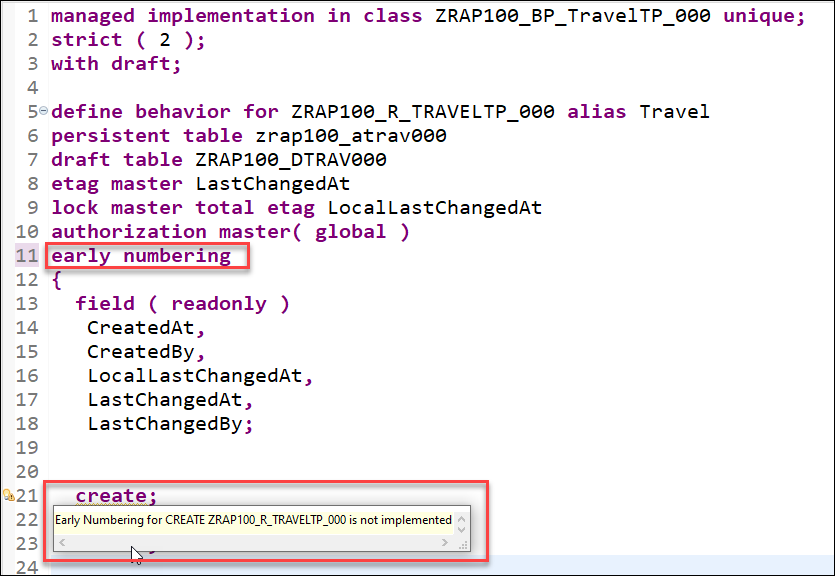 1 managed implementation in class ZRAP100_BP_TravelTP_000 unique;
2 strict ( 2 );
3 with draft;
4
5 define behavior for ZRAP100_R_TRAVELTP_000 alias Travel
6 persistent table zrap100_atrav000
7 draft table ZRAP100_DTRAV000
8 etag master LastChangedAt
9 lock master total etag LocalLastChangedAt
10 authorization master( global )
11 early numbering
12 {
13 field ( readonly )
14 CreatedAt,
15 CreatedBy,
16 LocalLastChangedAt,
17 LastChangedAt,
18 LastChangedBy;
19
20
21 create;
22 Early Numbering for CREATE ZRAP100_R_TRAVELTP_000 is not implemented
23
24